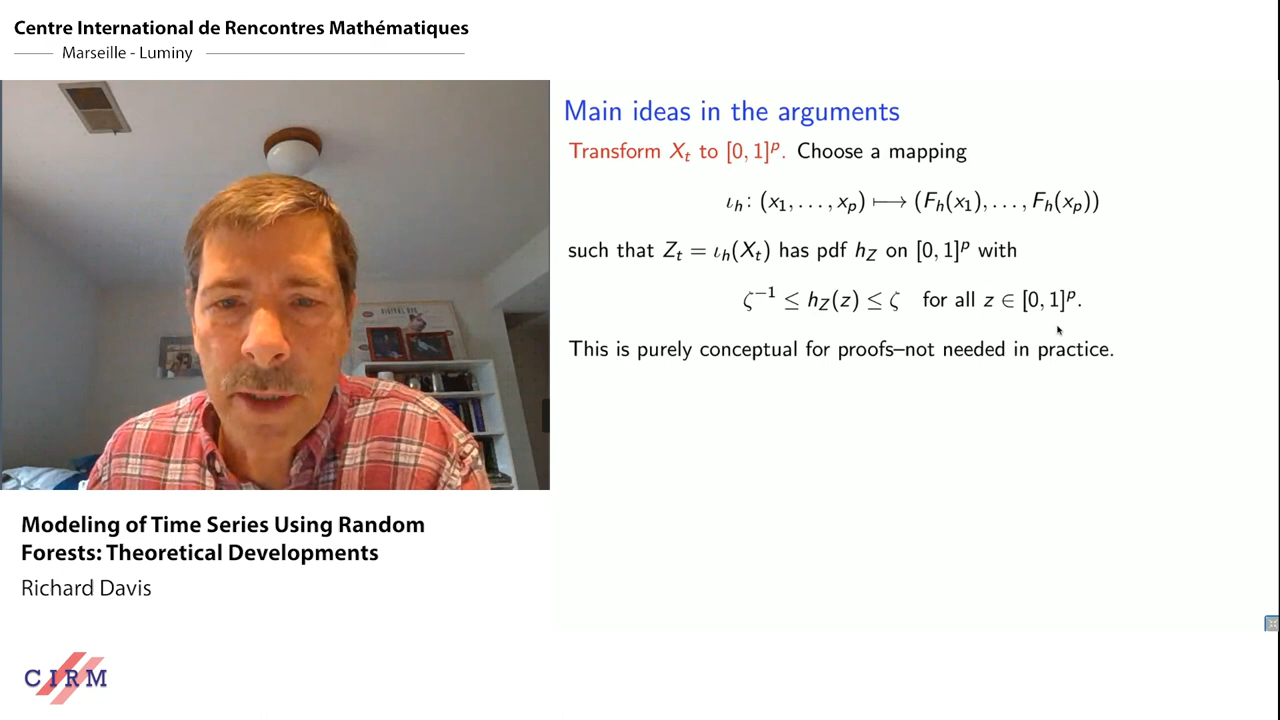 Centre International de Rencontres Mathématiques
Marseille - Luminy
Main ideas in the arguments
Transform Xₜ to [0, 1]ᵖ. Choose a mapping
ιₕ : (x₁, . . . , xₚ) ⟼ (Fₕ(x₁), . . . , Fₕ(xₚ))
such that Zₜ = ιₕ(Xₜ) has pdf h_Z on [0, 1]ᵖ with
ζ⁻¹ ≤ h_Z(z) ≤ ζ for all z ∈ [0, 1]ᵖ.
This is purely conceptual for proofs–not needed in practice.
Modeling of Time Series Using Random
Forests: Theoretical Developments
Richard Davis
CIRM